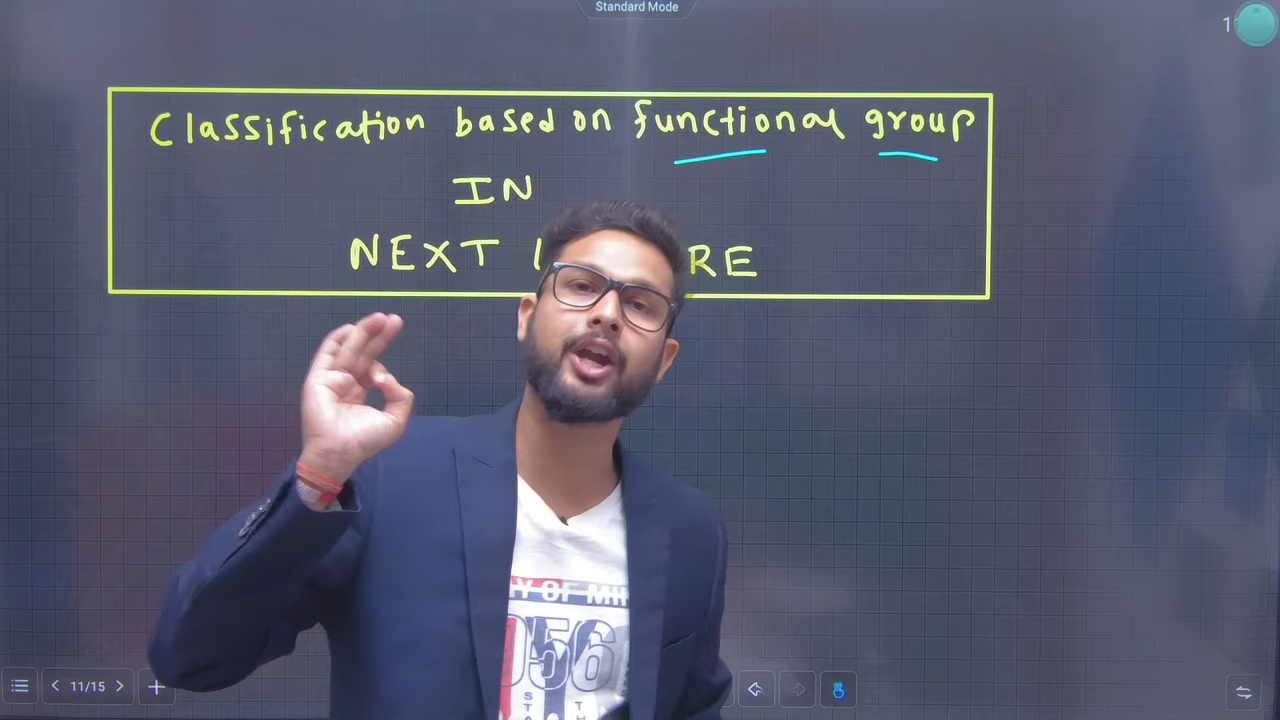 Standard Mode
Classification based on functional group
IN
NEXT
11/15